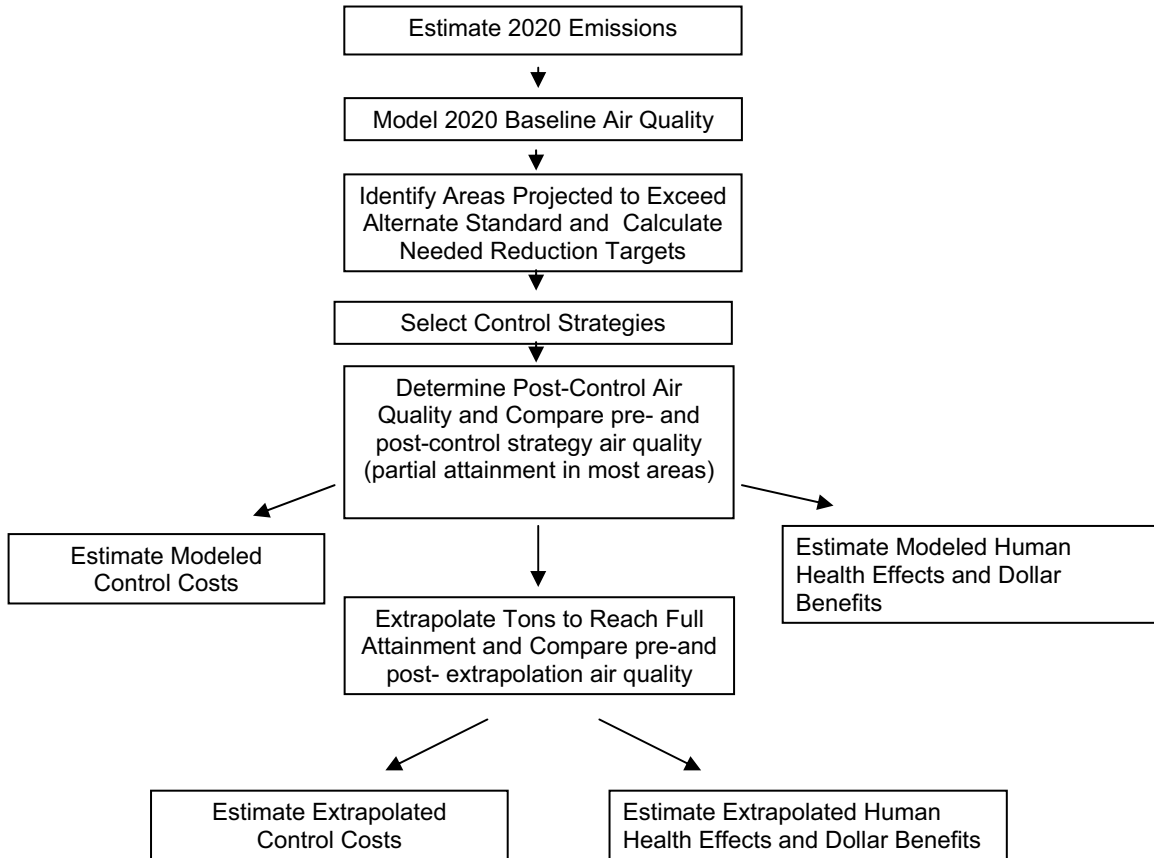 Estimate 2020 Emissions
Model 2020 Baseline Air Quality
Identify Areas Projected to Exceed
Alternate Standard and  Calculate
Needed Reduction Targets
Select Control Strategies
Determine Post-Control Air
Quality and Compare pre- and
post-control strategy air quality
(partial attainment in most areas)
Estimate Modeled
Control Costs
Estimate Modeled Human
Health Effects and Dollar
Benefits
Extrapolate Tons to Reach Full
Attainment and Compare pre-and
post- extrapolation air quality
Estimate Extrapolated
Control Costs
Estimate Extrapolated Human
Health Effects and Dollar Benefits